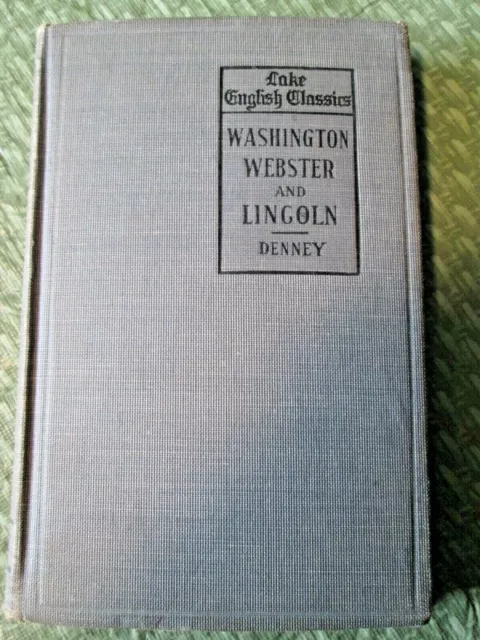 Lake
English Classics
WASHINGTON
WEBSTER
AND
LINCOLN
DENNEY